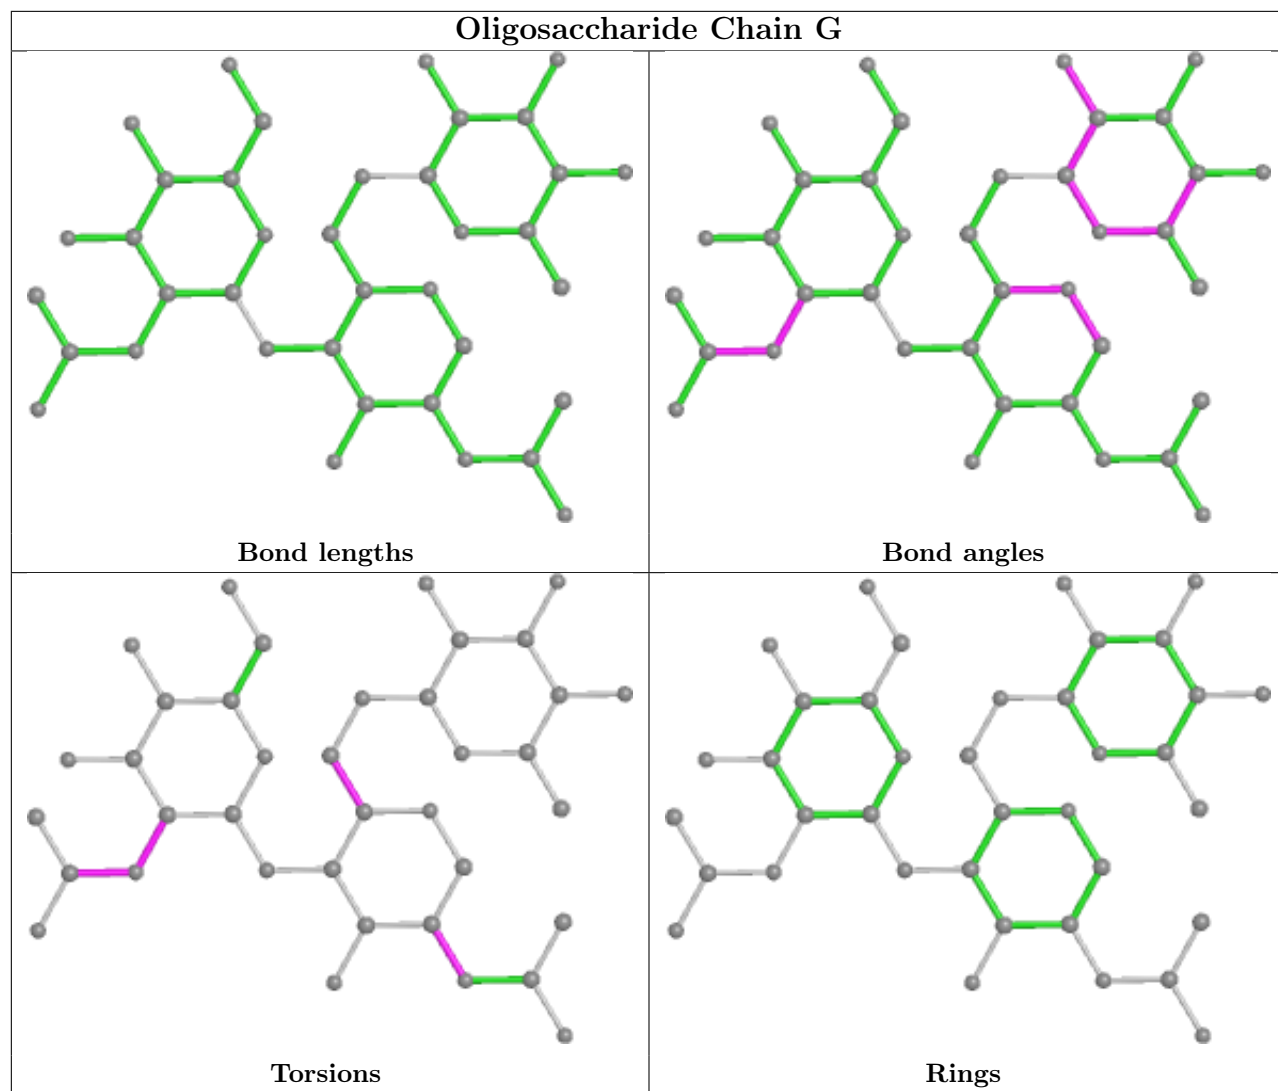 Oligosaccharide Chain G
Bond lengths
Bond angles
Torsions
Rings